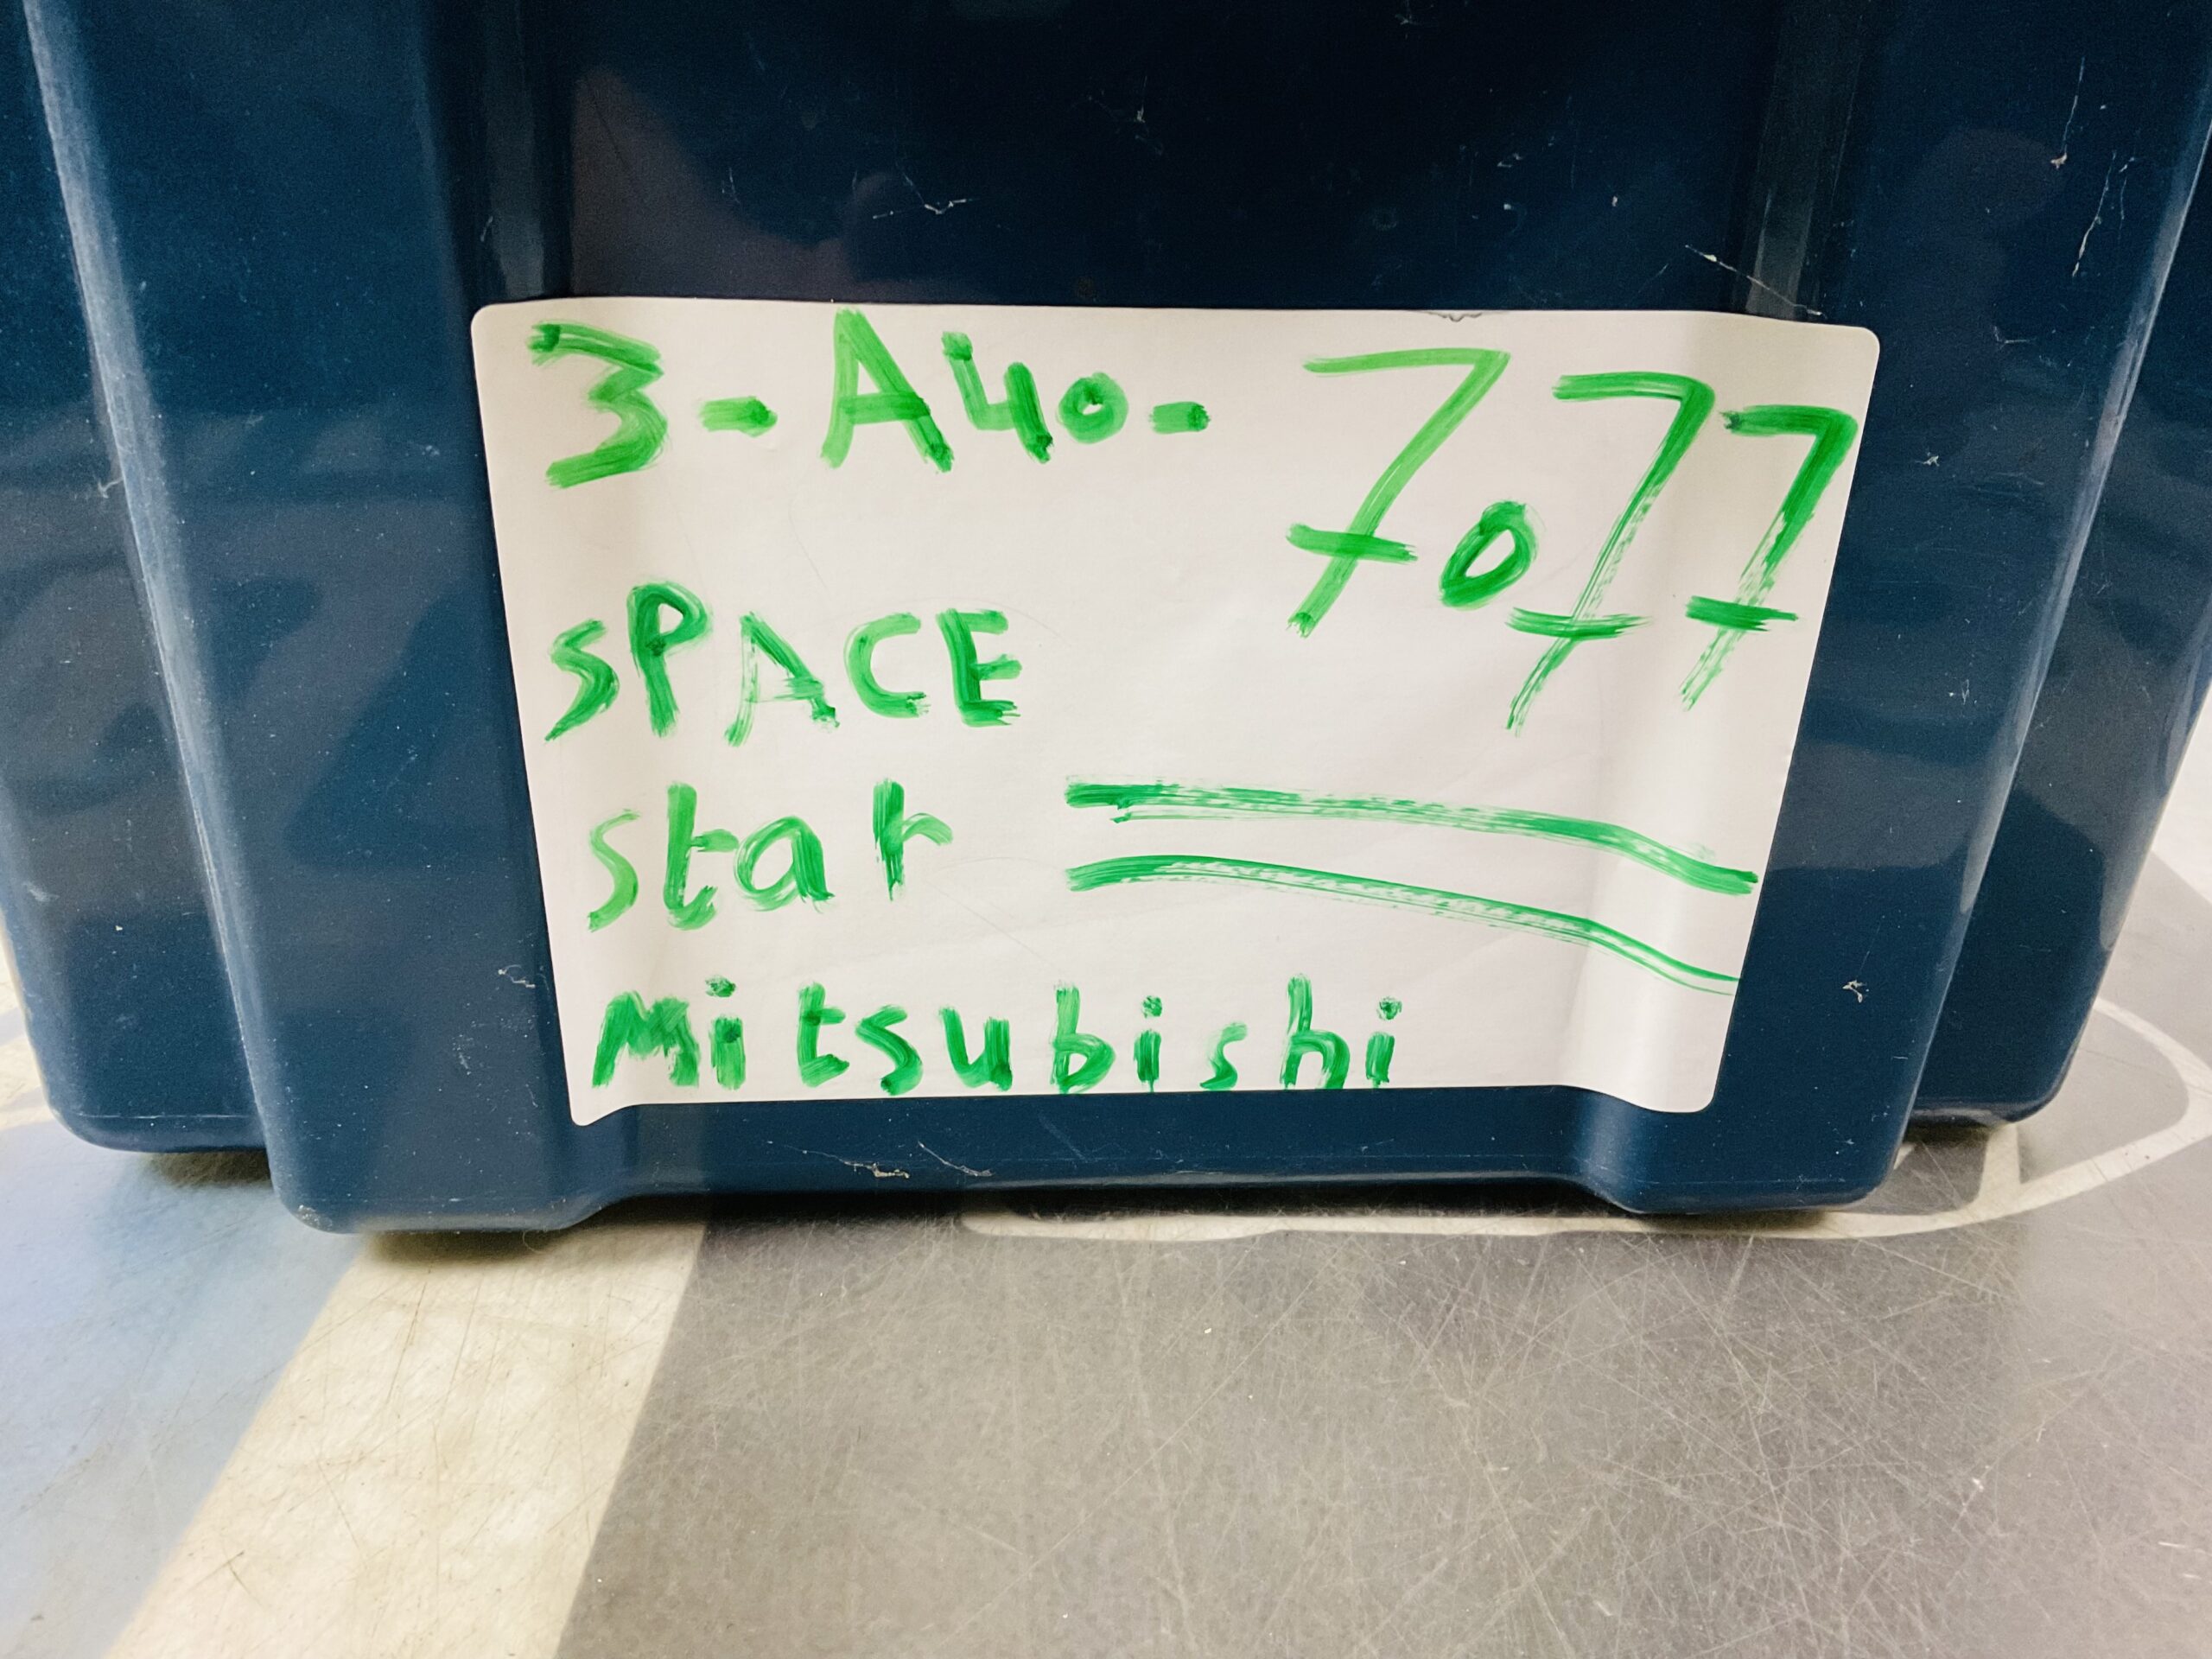 3-A40- 7077
SPACE
star
Mitsubishi